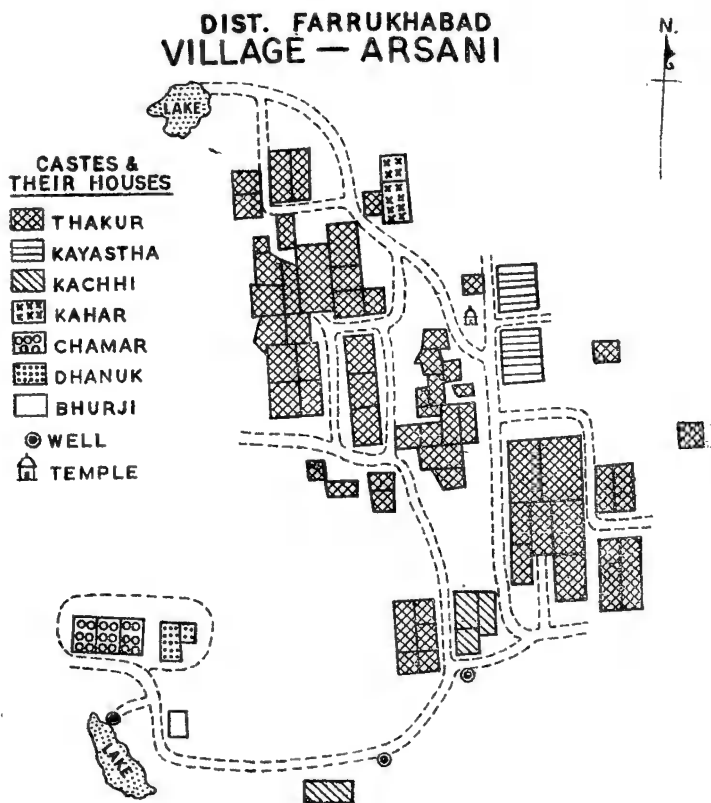 DIST. FARRUKHABAD
VILLAGE — ARSANI
N.
LAKE
CASTES &
THEIR HOUSES
THAKUR
KAYASTHA
KACHHI
KAHAR
CHAMAR
DHANUK
BHURJI
WELL
TEMPLE
LAKE